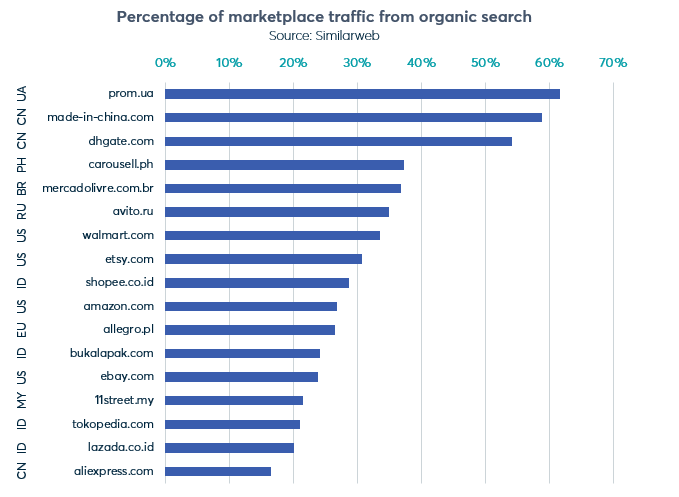 Percentage of marketplace traffic from organic search
Source: Similarweb
0% 10% 20% 30% 40% 50% 60% 70%
UA prom.ua
CN made-in-china.com
CN dhgate.com
PH carousell.ph
BR mercadolivre.com.br
RU avito.ru
US walmart.com
US etsy.com
ID shopee.co.id
US amazon.com
EU allegro.pl
ID bukalapak.com
US ebay.com
MY 11street.my
ID tokopedia.com
ID lazada.co.id
CN aliexpress.com